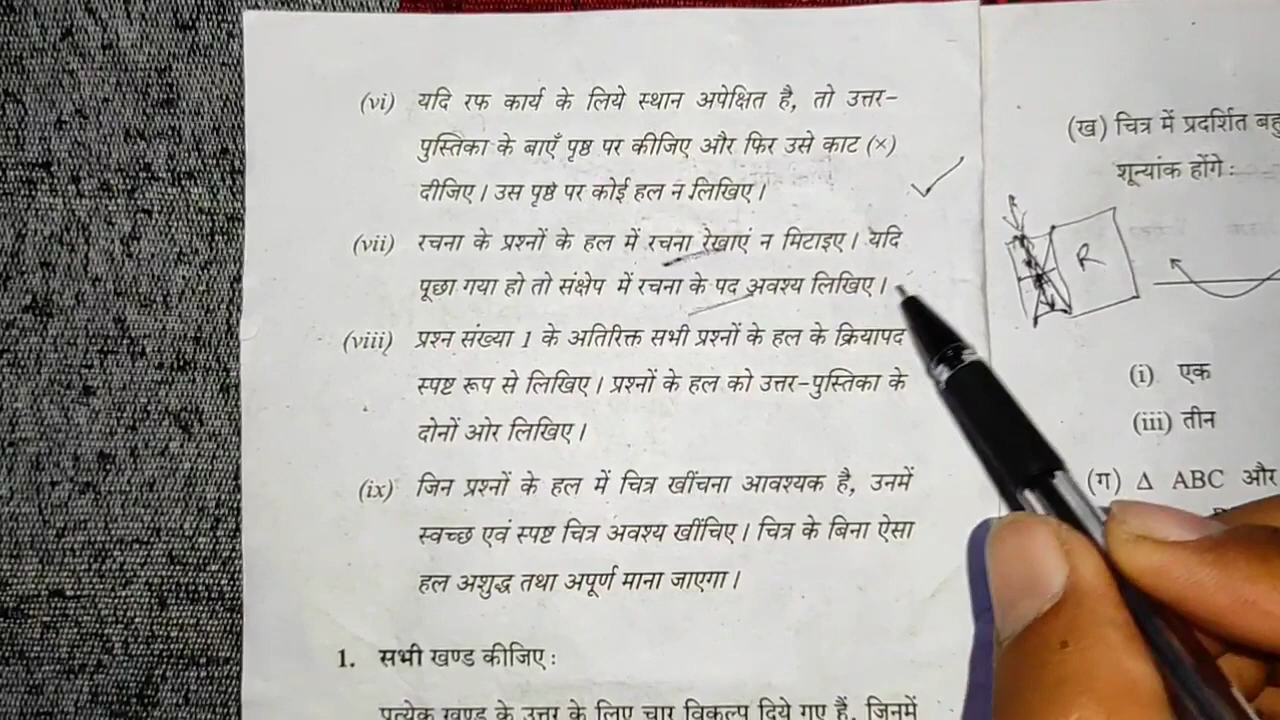 (vi) यदि रफ कार्य के लिये स्थान अपेक्षित है, तो उत्तर-
पुस्तिका के बाएँ पृष्ठ पर कीजिए और फिर उसे काट (×)
दीजिए। उस पृष्ठ पर कोई हल न लिखिए।
(vii) रचना के प्रश्नों के हल में रचना रेखाएं न मिटाइए। यदि
पूछा गया हो तो संक्षेप में रचना के पद अवश्य लिखिए।
(viii) प्रश्न संख्या 1 के अतिरिक्त सभी प्रश्नों के हल के क्रियापद
स्पष्ट रूप से लिखिए। प्रश्नों के हल को उत्तर-पुस्तिका के
दोनों ओर लिखिए।
(ix) जिन प्रश्नों के हल में चित्र खींचना आवश्यक है, उनमें
स्वच्छ एवं स्पष्ट चित्र अवश्य खींचिए। चित्र के बिना ऐसा
हल अशुद्ध तथा अपूर्ण माना जाएगा।
1. सभी खण्ड कीजिए:
प्रत्येक खण्ड के उत्तर के लिए चार विकल्प दिये गए हैं, जिनमें
(ख) चित्र में प्रदर्शित
शून्यांक होंगे:
R
(i) एक
(iii) तीन
(ग) Δ ABC और